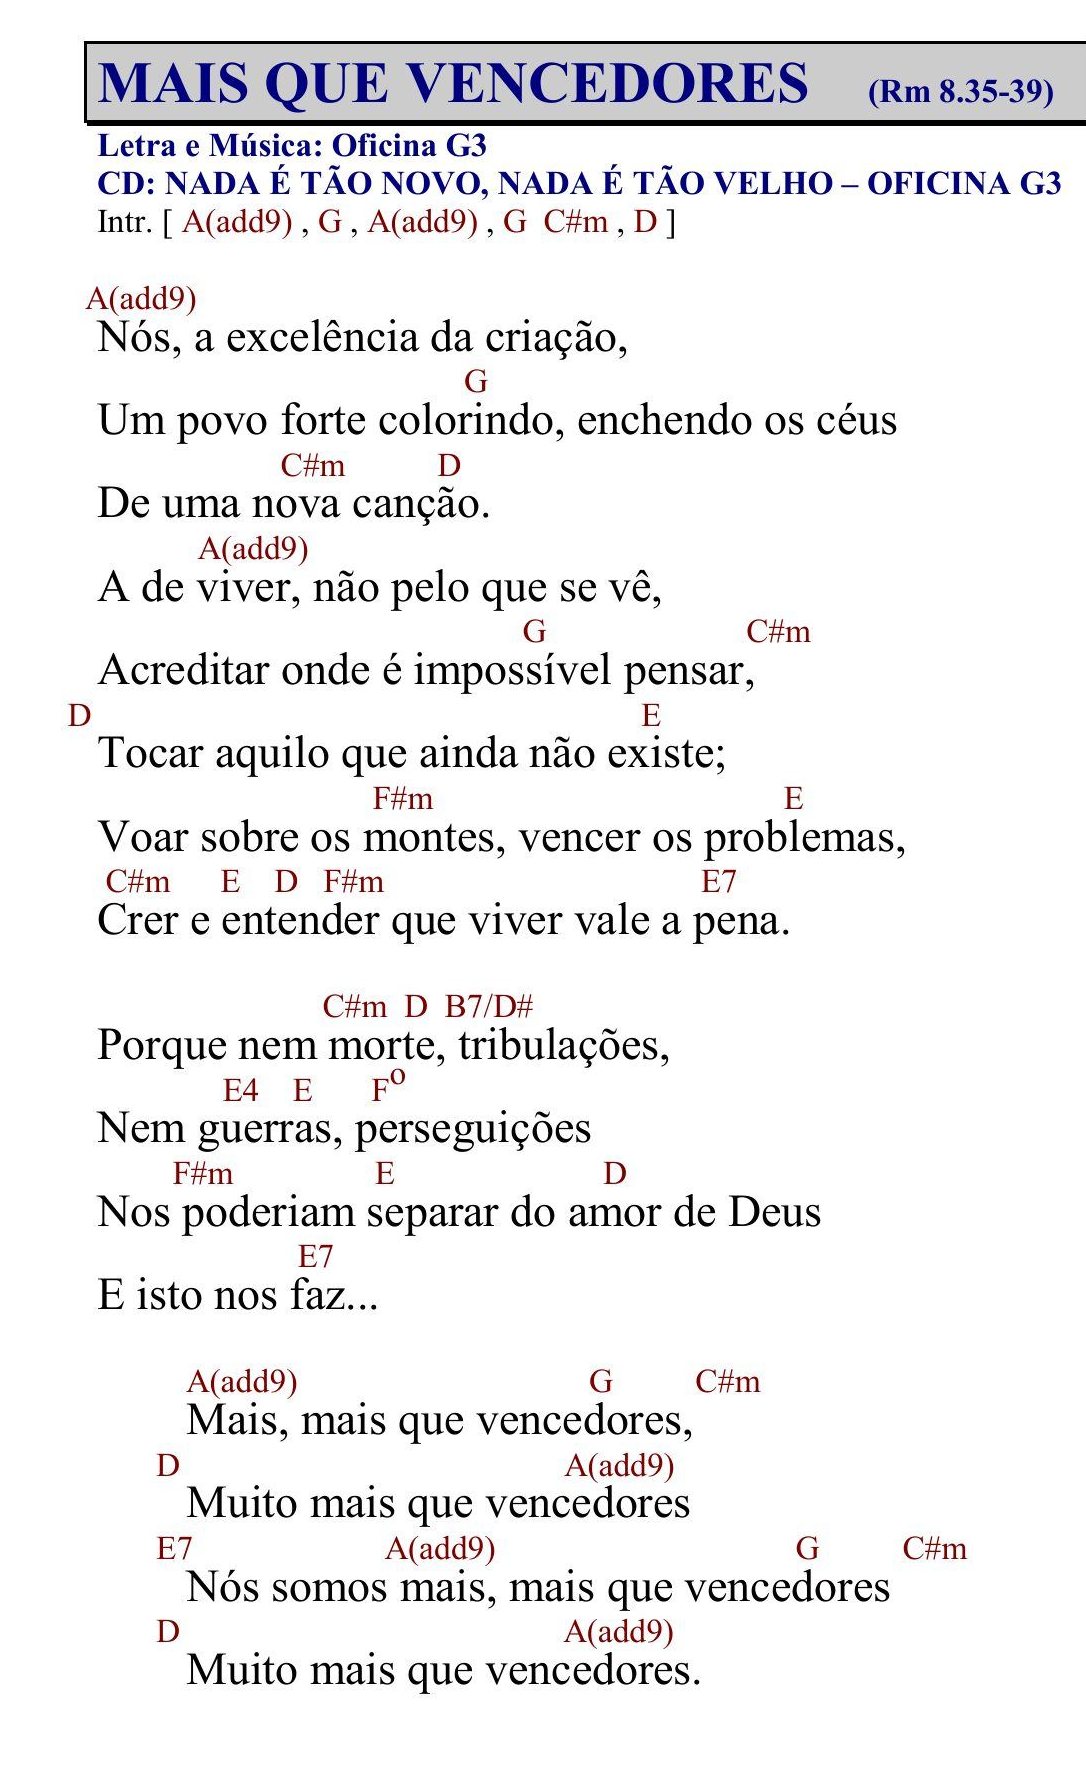 MAIS QUE VENCEDORES (Rm 8.35-39)
Letra e Música: Oficina G3
CD: NADA É TÃO NOVO, NADA É TÃO VELHO – OFICINA G3
Intr. [ A(add9) , G , A(add9) , G C#m , D ]
A(add9)
Nós, a excelência da criação,
G
Um povo forte colorindo, enchendo os céus
C#m D
De uma nova canção.
A(add9)
A de viver, não pelo que se vê,
G C#m
Acreditar onde é impossível pensar,
D E
Tocar aquilo que ainda não existe;
F#m E
Voar sobre os montes, vencer os problemas,
C#m E D F#m E7
Crer e entender que viver vale a pena.
C#m D B7/D#
Porque nem morte, tribulações,
E4 E Fº
Nem guerras, perseguições
F#m E D
Nos poderiam separar do amor de Deus
E7
E isto nos faz...
A(add9) G C#m
Mais, mais que vencedores,
D A(add9)
Muito mais que vencedores
E7 A(add9) G C#m
Nós somos mais, mais que vencedores
D A(add9)
Muito mais que vencedores.